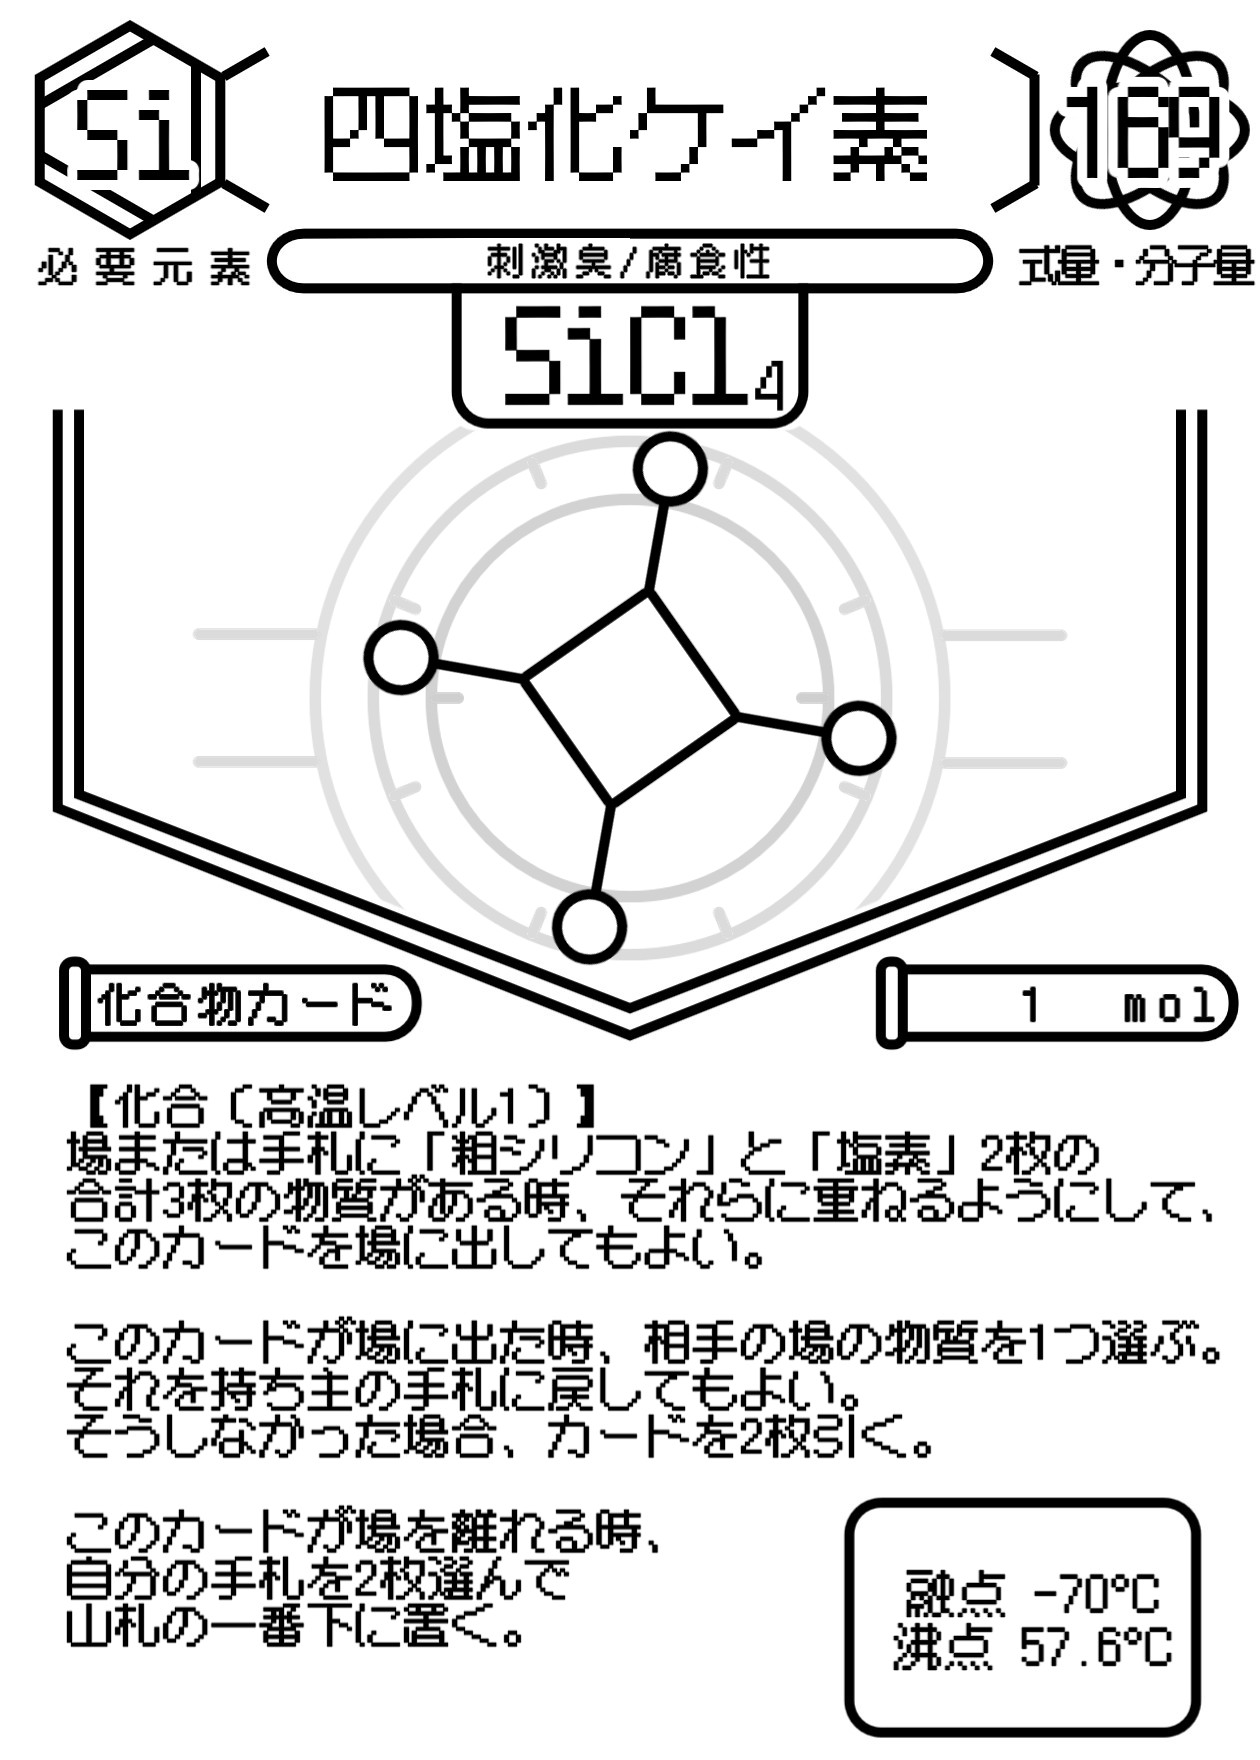 Si
四塩化ケイ素
169
必要元素
刺激臭/腐食性
式量・分子量
SiCl₄
化合物カード
1 mol
【化合〔高温レベル1〕】
場または手札に「粗シリコン」と「塩素」2枚の
合計3枚の物質がある時、それらに重ねるようにして、
このカードを場に出してもよい。
このカードが場に出た時、相手の場の物質を1つ選ぶ。
それを持ち主の手札に戻してもよい。
そうしなかった場合、カードを2枚引く。
このカードが場を離れる時、
自分の手札を2枚選んで
山札の一番下に置く。
融点 -70℃
沸点 57.6℃